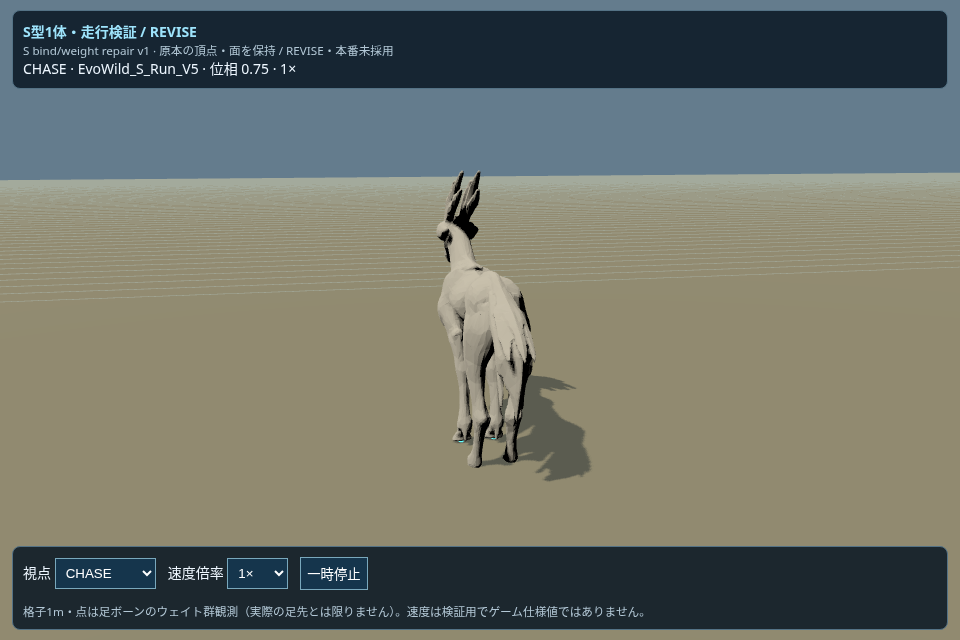 S型1体・走行検証 / REVISE
S bind/weight repair v1 · 原本の頂点・面を保持 / REVISE・本番未採用
CHASE · EvoWild_S_Run_V5 · 位相 0.75 · 1×
視点 CHASE 速度倍率 1× 一時停止
格子1m・点は足ボーンのウェイト群観測（実際の足先とは限りません）。速度は検証用でゲーム仕様値ではありません。